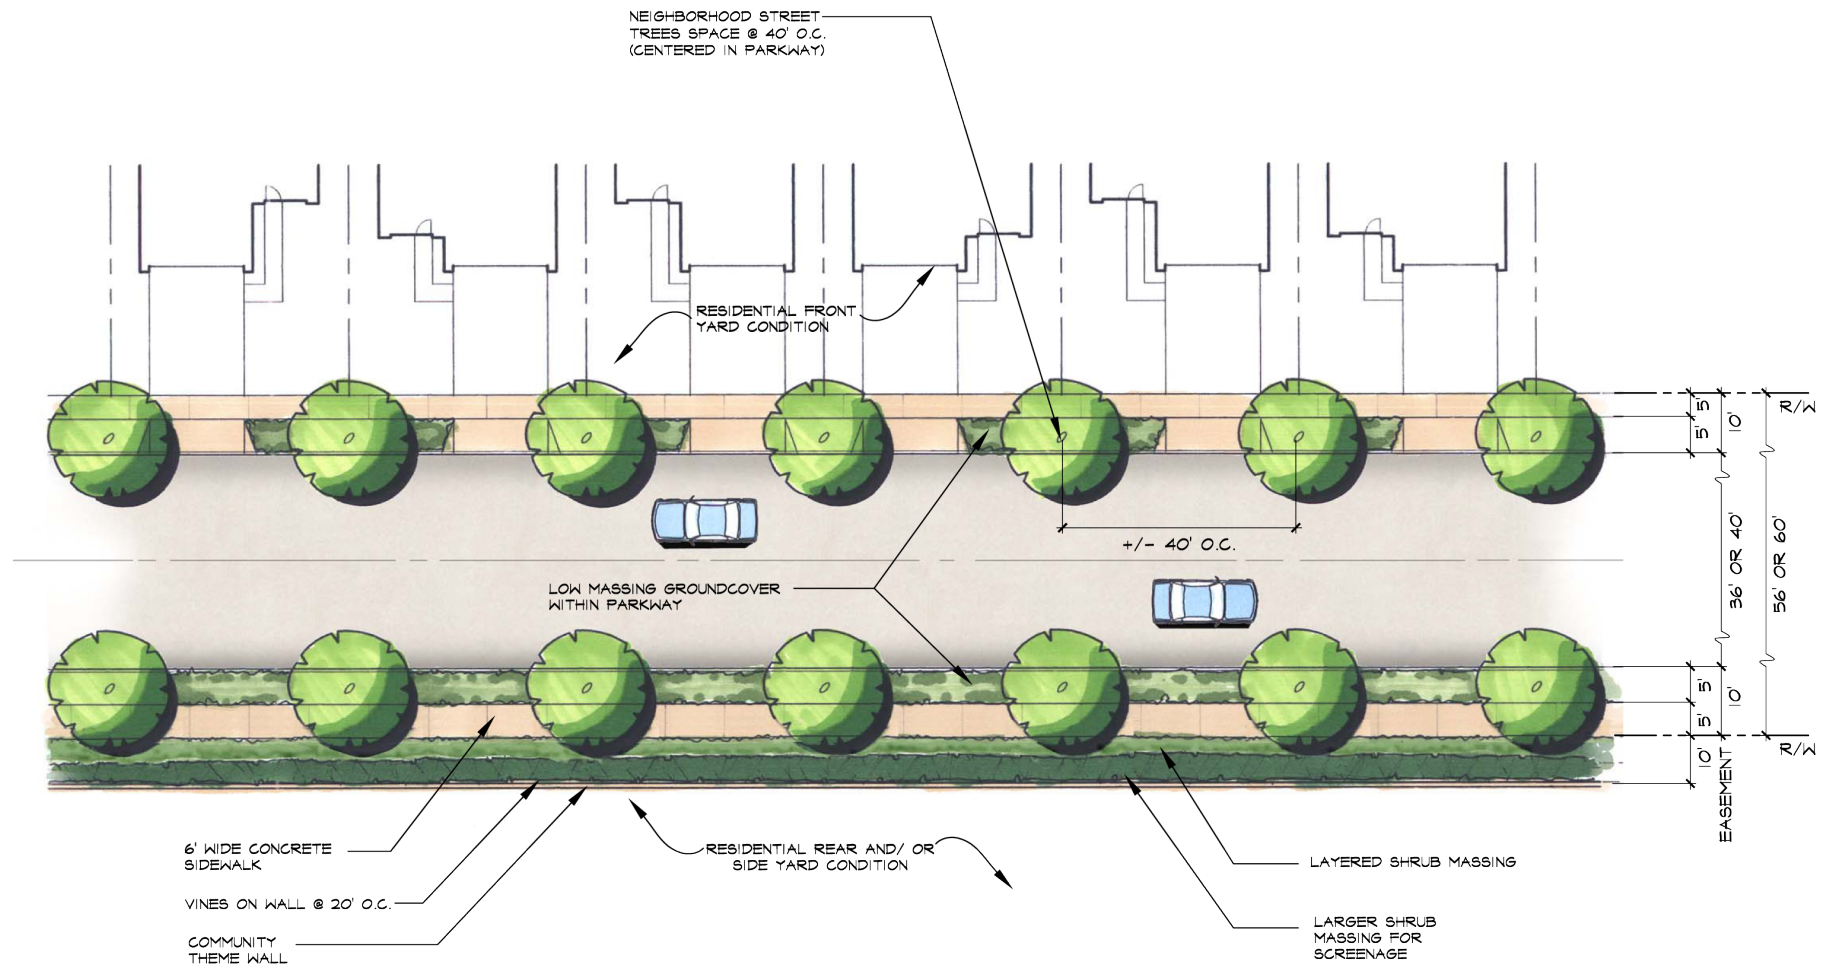 NEIGHBORHOOD STREET
TREES SPACE @ 40' O.C.
(CENTERED IN PARKWAY)
RESIDENTIAL FRONT
YARD CONDITION
5'
5'
10'
R/W
+/- 40' O.C.
36' OR 40'
56' OR 60'
LOW MASSING GROUNDCOVER
WITHIN PARKWAY
5'
5'
10'
10'
EASEMENT
R/W
6' WIDE CONCRETE
SIDEWALK
VINES ON WALL @ 20' O.C.
COMMUNITY
THEME WALL
RESIDENTIAL REAR AND/ OR
SIDE YARD CONDITION
LAYERED SHRUB MASSING
LARGER SHRUB
MASSING FOR
SCREENAGE